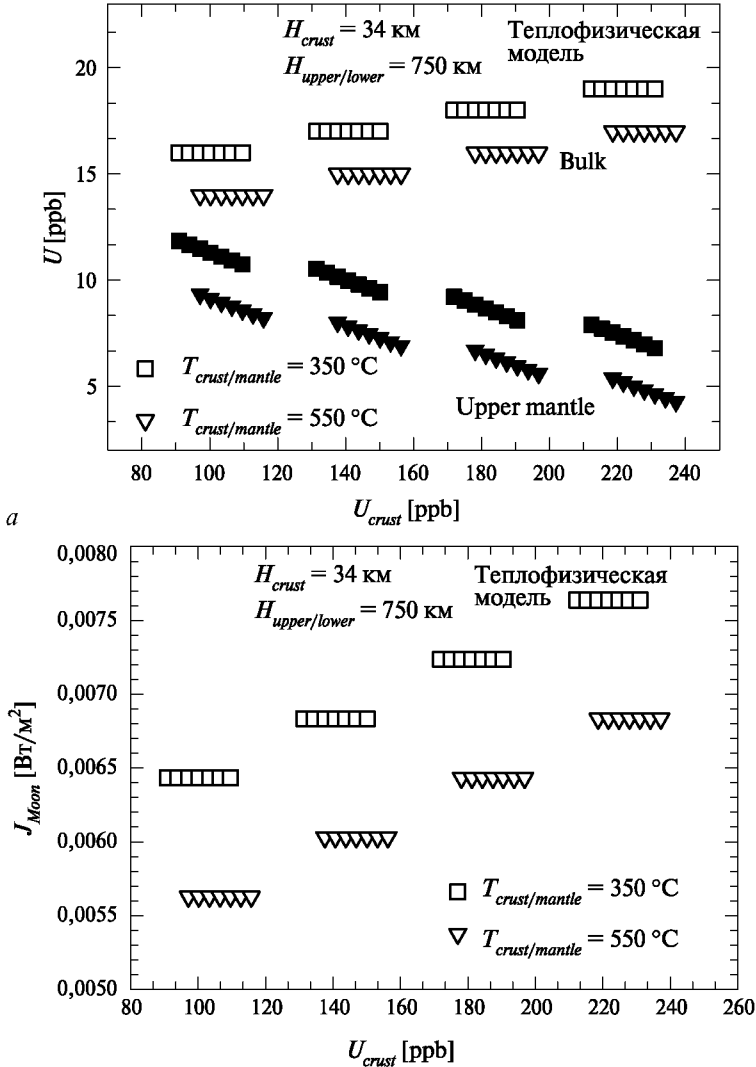 H_crust = 34 км
H_upper/lower = 750 км
Теплофизическая
модель
20
15
10
5
U [ppb]
Bulk
T_crust/mantle = 350 °C
T_crust/mantle = 550 °C
Upper mantle
80 100 120 140 160 180 200 220 240
U_crust [ppb]
а
0,0080
0,0075
0,0070
0,0065
0,0060
0,0055
0,0050
J_Moon [Вт/м²]
H_crust = 34 км
H_upper/lower = 750 км
Теплофизическая
модель
T_crust/mantle = 350 °C
T_crust/mantle = 550 °C
80 100 120 140 160 180 200 220 240 260
U_crust [ppb]